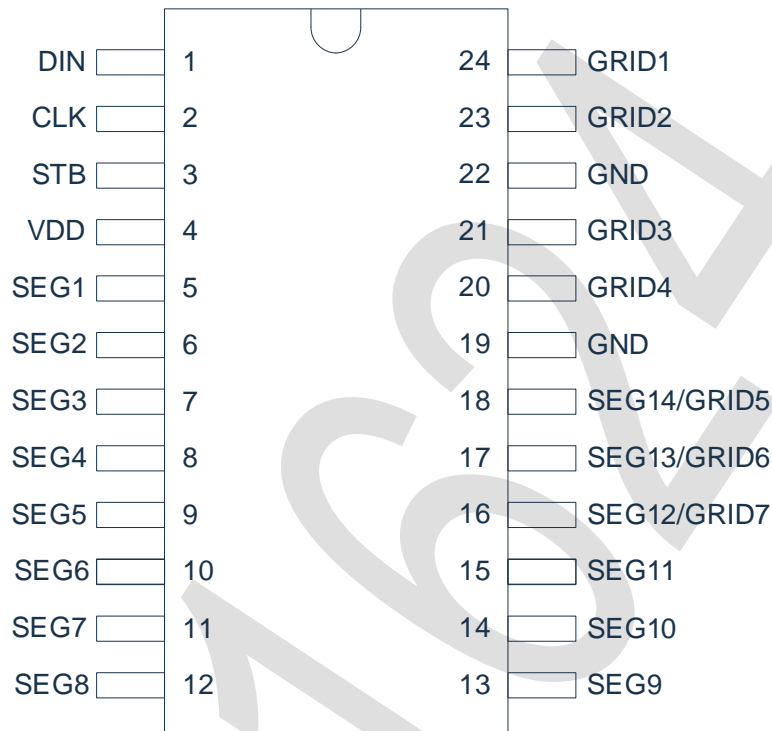 DIN 1 24 GRID1
CLK 2 23 GRID2
STB 3 22 GND
VDD 4 21 GRID3
SEG1 5 20 GRID4
SEG2 6 19 GND
SEG3 7 18 SEG14/GRID5
SEG4 8 17 SEG13/GRID6
SEG5 9 16 SEG12/GRID7
SEG6 10 15 SEG11
SEG7 11 14 SEG10
SEG8 12 13 SEG9
1624